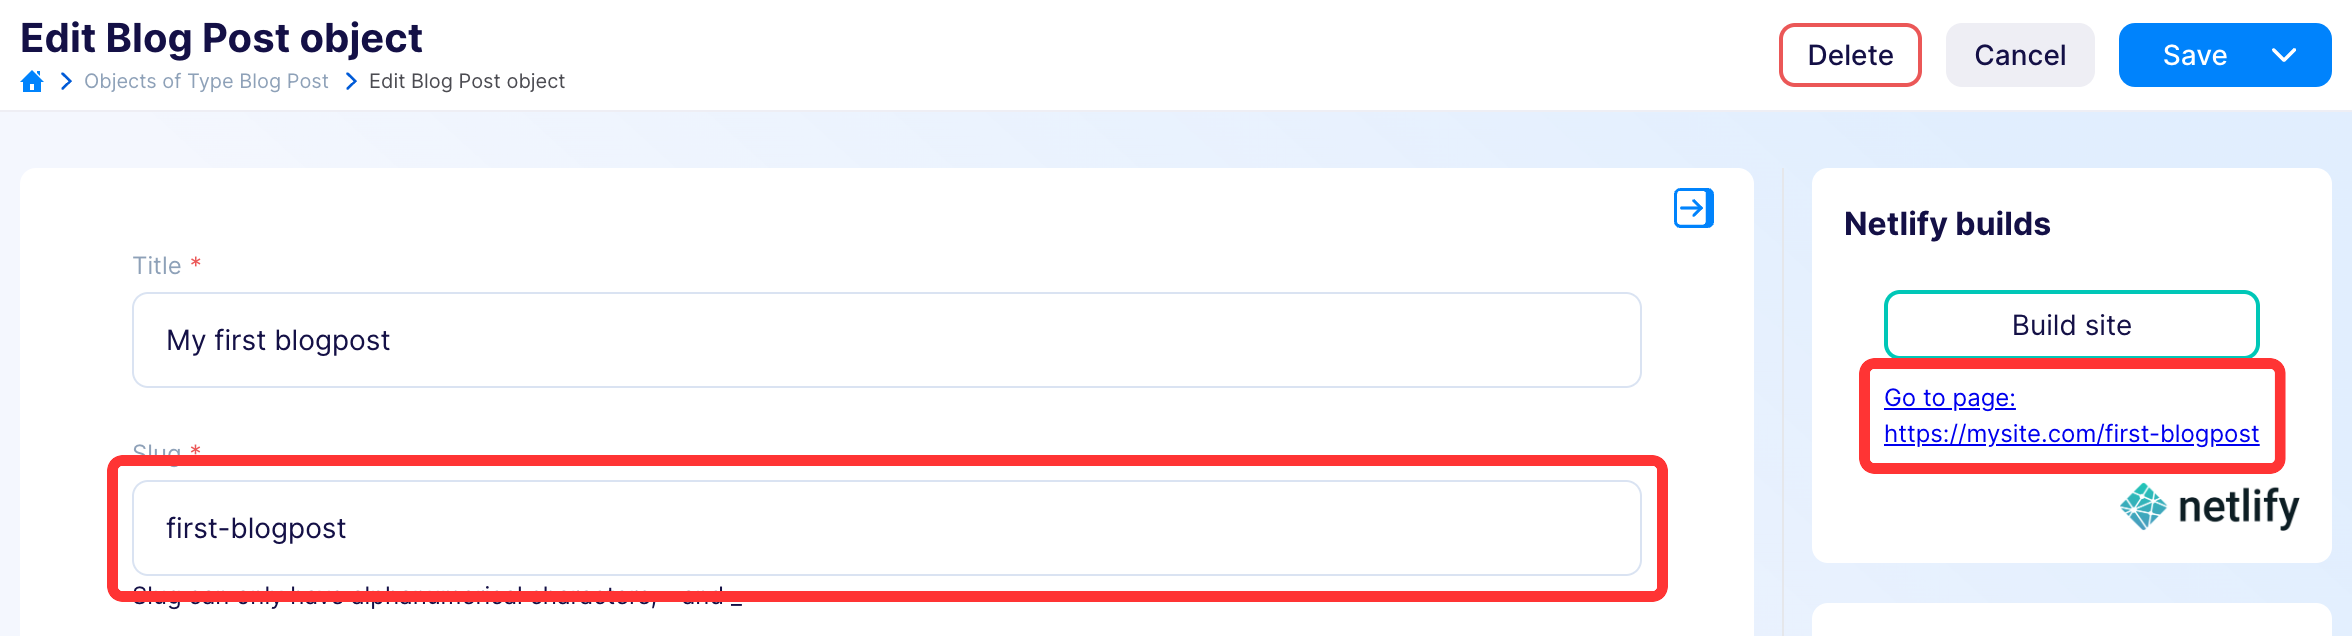 Edit Blog Post object
Objects of Type Blog Post
Edit Blog Post object
Delete
Cancel
Save
Title *
My first blogpost
Slug *
first-blogpost
Slug can only have alphanumerical characters, - and _
Netlify builds
Build site
Go to page:
https://mysite.com/first-blogpost
netlify